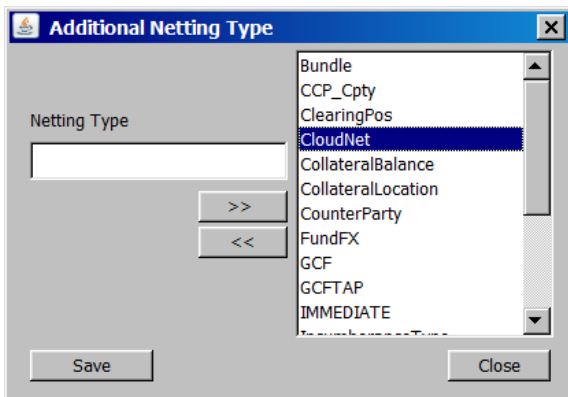 Additional Netting Type
Netting Type
>>
<<
Bundle
CCP_Cpty
ClearingPos
CloudNet
CollateralBalance
CollateralLocation
CounterParty
FundFX
GCF
GCFTAP
IMMEDIATE
Save
Close